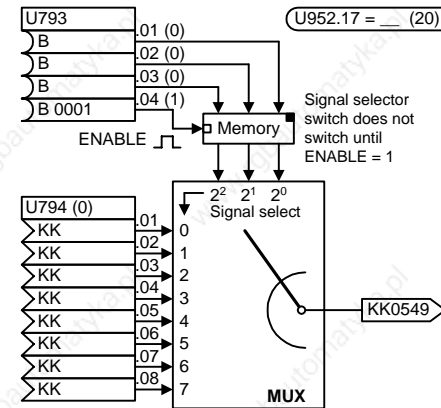 U793
U952.17 = __ (20)
B .01 (0)
B .02 (0)
B .03 (0)
B 0001 .04 (1)
ENABLE
Memory
Signal selector
switch does not
switch until
ENABLE = 1
2² 2¹ 2⁰
Signal select
U794 (0)
KK .01 0
KK .02 1
KK .03 2
KK .04 3
KK .05 4
KK .06 5
KK .07 6
KK .08 7
KK0549
MUX